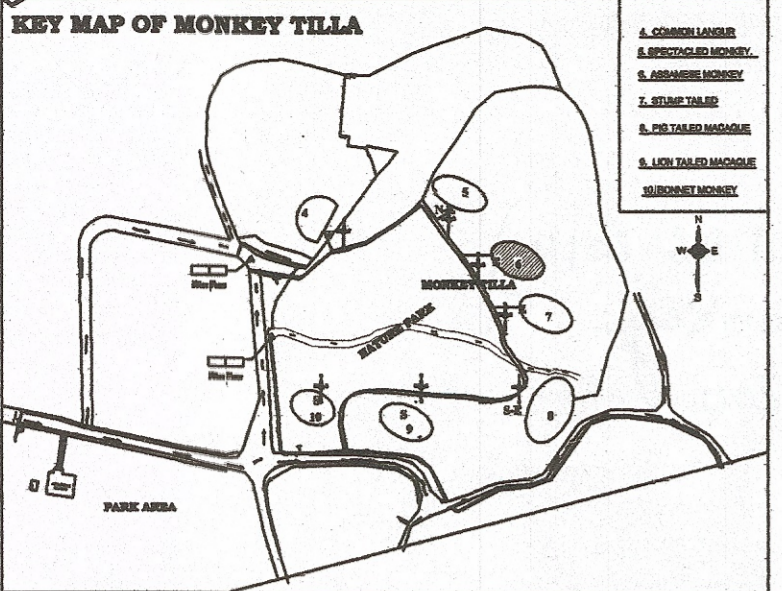 KEY MAP OF MONKEY TILLA
4. COMMON LANGUR
5. SPECTACLED MONKEY.
6. ASSAMESE MONKEY
7. STUMP TAILED
8. PIG TAILED MACAQUE
9. LION TAILED MACAQUE
10. BONNET MONKEY
N
W E
S
4
5
6
MONKEY TILLA
7
NATURE PARK
10
S
9
S-E
8
PARK AREA